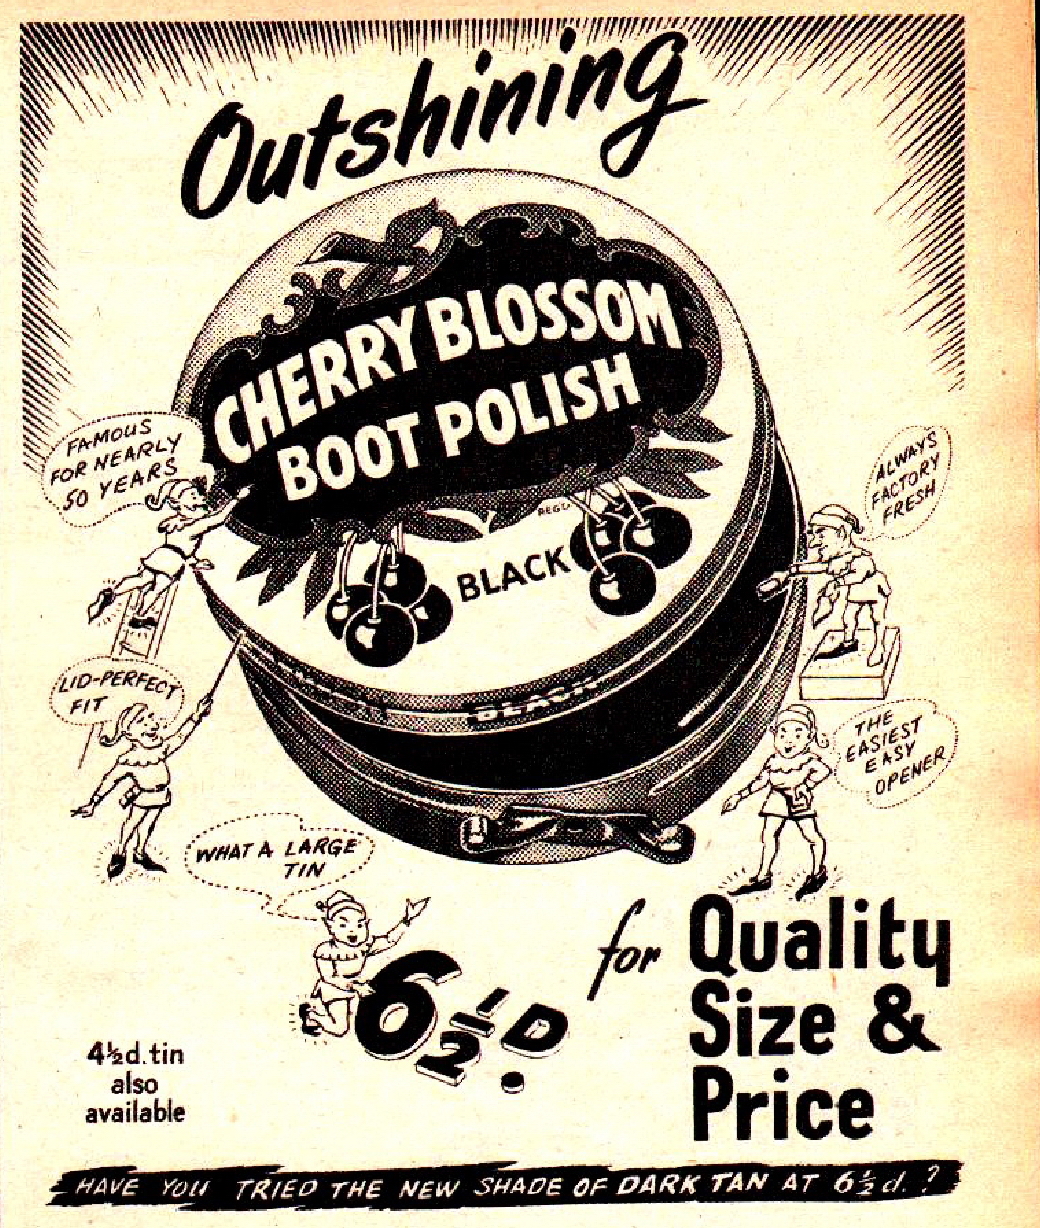 Outshining
CHERRY BLOSSOM
BOOT POLISH
REGD
BLACK
BLACK
FAMOUS
FOR NEARLY
50 YEARS
ALWAYS
FACTORY
FRESH
LID-PERFECT
FIT
THE
EASIEST
EASY
OPENER
WHAT A LARGE
TIN
6½D.
for Quality
Size &
Price
4½d. tin
also
available
HAVE YOU TRIED THE NEW SHADE OF DARK TAN AT 6½d.?